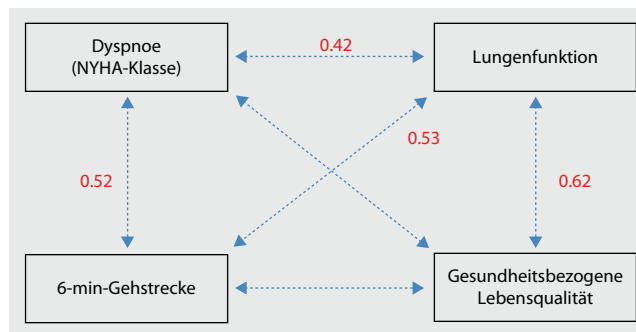 Dyspnoe
(NYHA-Klasse)
0.42
Lungenfunktion
0.53
0.52
0.62
6-min-Gehstrecke
Gesundheitsbezogene
Lebensqualität